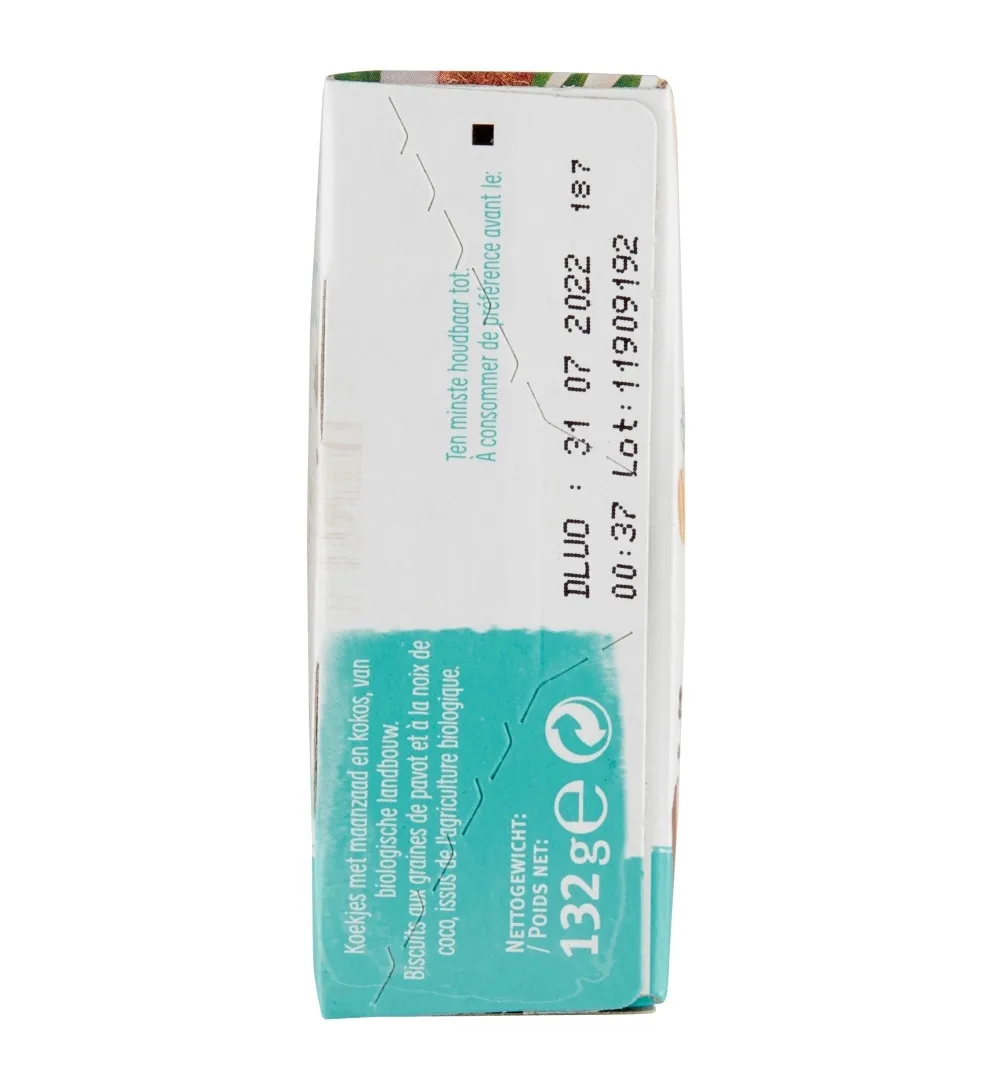 Koekjes met maanzaad en kokos, van
biologische landbouw.
Biscuits aux graines de pavot et à la noix de
coco, issus de l'agriculture biologique.
NETTOGEWICHT:
/ POIDS NET:
132 g e
Ten minste houdbaar tot:
À consommer de préférence avant le:
DLUO : 31 07 2022 187
00:37 Lot:11909192